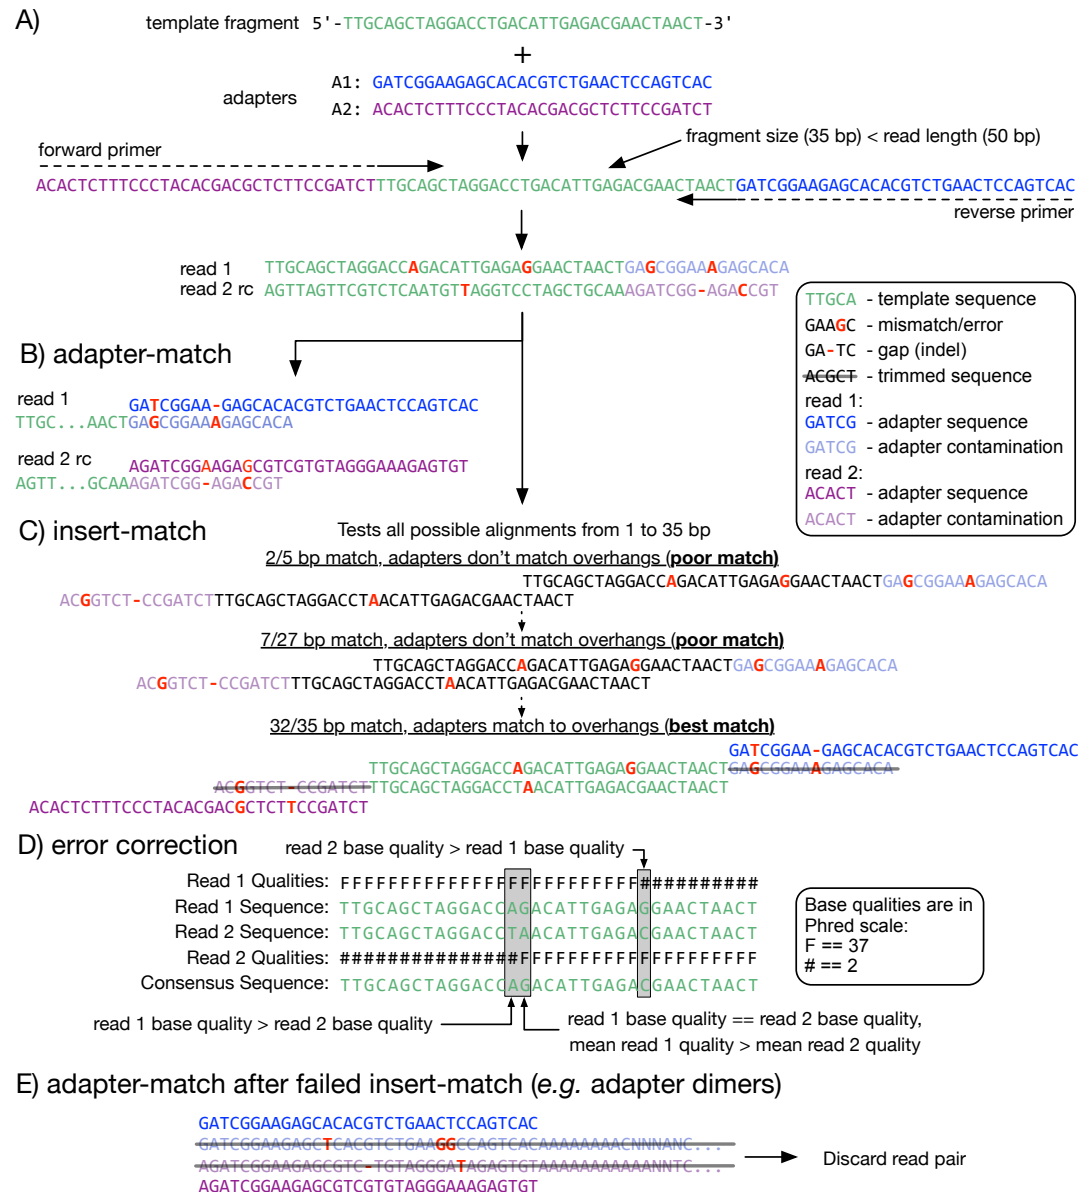 A)
template fragment 5'-TTGCAGCTAGGACCTGACATTGAGACGAACTAACT-3'
+
adapters
A1: GATCGGAAGAGCACACGTCTGAACTCCAGTCAC
A2: ACACTCTTTCCCTACACGACGCTCTTCCGATCT
fragment size (35 bp) < read length (50 bp)
forward primer
ACACTCTTTCCCTACACGACGCTCTTCCGATCTTTGCAGCTAGGACCTGACATTGAGACGAACTAACTGATCGGAAGAGCACACGTCTGAACTCCAGTCAC
reverse primer
read 1 TTGCAGCTAGGACCAGACATTGAGAGGAACTAACTGAGCGGAAAGAGCACA
read 2 rc AGTTAGTTCGTCTCAATGTTAGGTCCTAGCTGCAAAGATCGG-AGACCGT
TTGCA - template sequence
GAAGC - mismatch/error
GA-TC - gap (indel)
ACGCT - trimmed sequence
read 1:
GATCG - adapter sequence
GATCG - adapter contamination
read 2:
ACACT - adapter sequence
ACACT - adapter contamination
B) adapter-match
read 1
GATCGGAA-GAGCACACGTCTGAACTCCAGTCAC
TTGC...AACTGAGCGGAAAGAGCACA
read 2 rc
AGATCGGAAGAGCGTCGTGTAGGGAAAGAGTGT
AGTT...GCAAAGATCGG-AGACCGT
C) insert-match
Tests all possible alignments from 1 to 35 bp
2/5 bp match, adapters don't match overhangs (poor match)
TTGCAGCTAGGACCAGACATTGAGAGGAACTAACTGAGCGGAAAGAGCACA
ACGGTCT-CCGATCTTTGCAGCTAGGACCTAACATTGAGACGAACTAACT
7/27 bp match, adapters don't match overhangs (poor match)
TTGCAGCTAGGACCAGACATTGAGAGGAACTAACTGAGCGGAAAGAGCACA
ACGGTCT-CCGATCTTTGCAGCTAGGACCTAACATTGAGACGAACTAACT
32/35 bp match, adapters match to overhangs (best match)
GATCGGAA-GAGCACACGTCTGAACTCCAGTCAC
TTGCAGCTAGGACCAGACATTGAGAGGAACTAACTGAGCGGAAAGAGCACA
ACGGTCT-CCGATCTTTGCAGCTAGGACCTAACATTGAGACGAACTAACT
ACACTCTTTCCCTACACGACGCTCTTCCGATCT
D) error correction
read 2 base quality > read 1 base quality
Read 1 Qualities: FFFFFFFFFFFFFFFFFFFFFFFFF##########
Read 1 Sequence: TTGCAGCTAGGACCAGACATTGAGAGGAACTAACT
Read 2 Sequence: TTGCAGCTAGGACCTAACATTGAGACGAACTAACT
Read 2 Qualities: ###############FFFFFFFFFFFFFFFFFFFF
Consensus Sequence: TTGCAGCTAGGACCAGACATTGAGACGAACTAACT
Base qualities are in
Phred scale:
F == 37
# == 2
read 1 base quality > read 2 base quality
read 1 base quality == read 2 base quality,
mean read 1 quality > mean read 2 quality
E) adapter-match after failed insert-match (e.g. adapter dimers)
GATCGGAAGAGCACACGTCTGAACTCCAGTCAC
GATCGGAAGAGCTCACGTCTGAAGGCCAGTCACAAAAAAAACNNNANC...
AGATCGGAAGAGCGTC-TGTAGGGATAGAGTGTAAAAAAAAAAAANNTC...
AGATCGGAAGAGCGTCGTGTAGGGAAAGAGTGT
Discard read pair